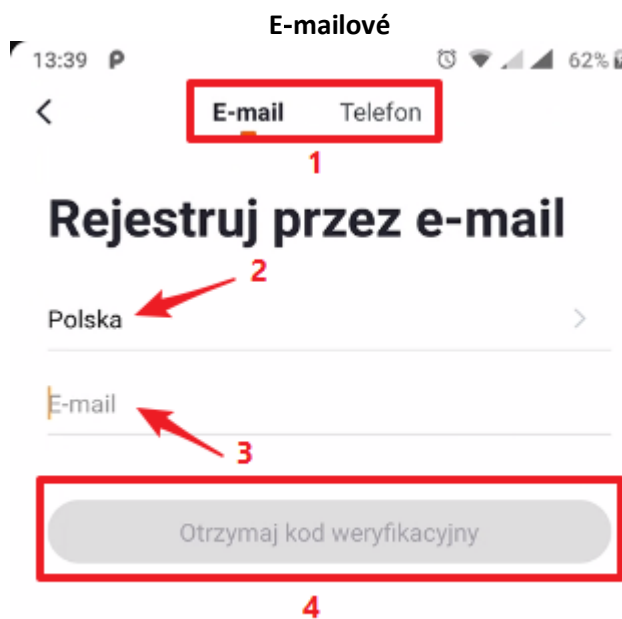 E-mailové
13:39 P 62%
E-mail Telefon
1
Rejestruj przez e-mail
2
Polska
E-mail
3
Otrzymaj kod weryfikacyjny
4